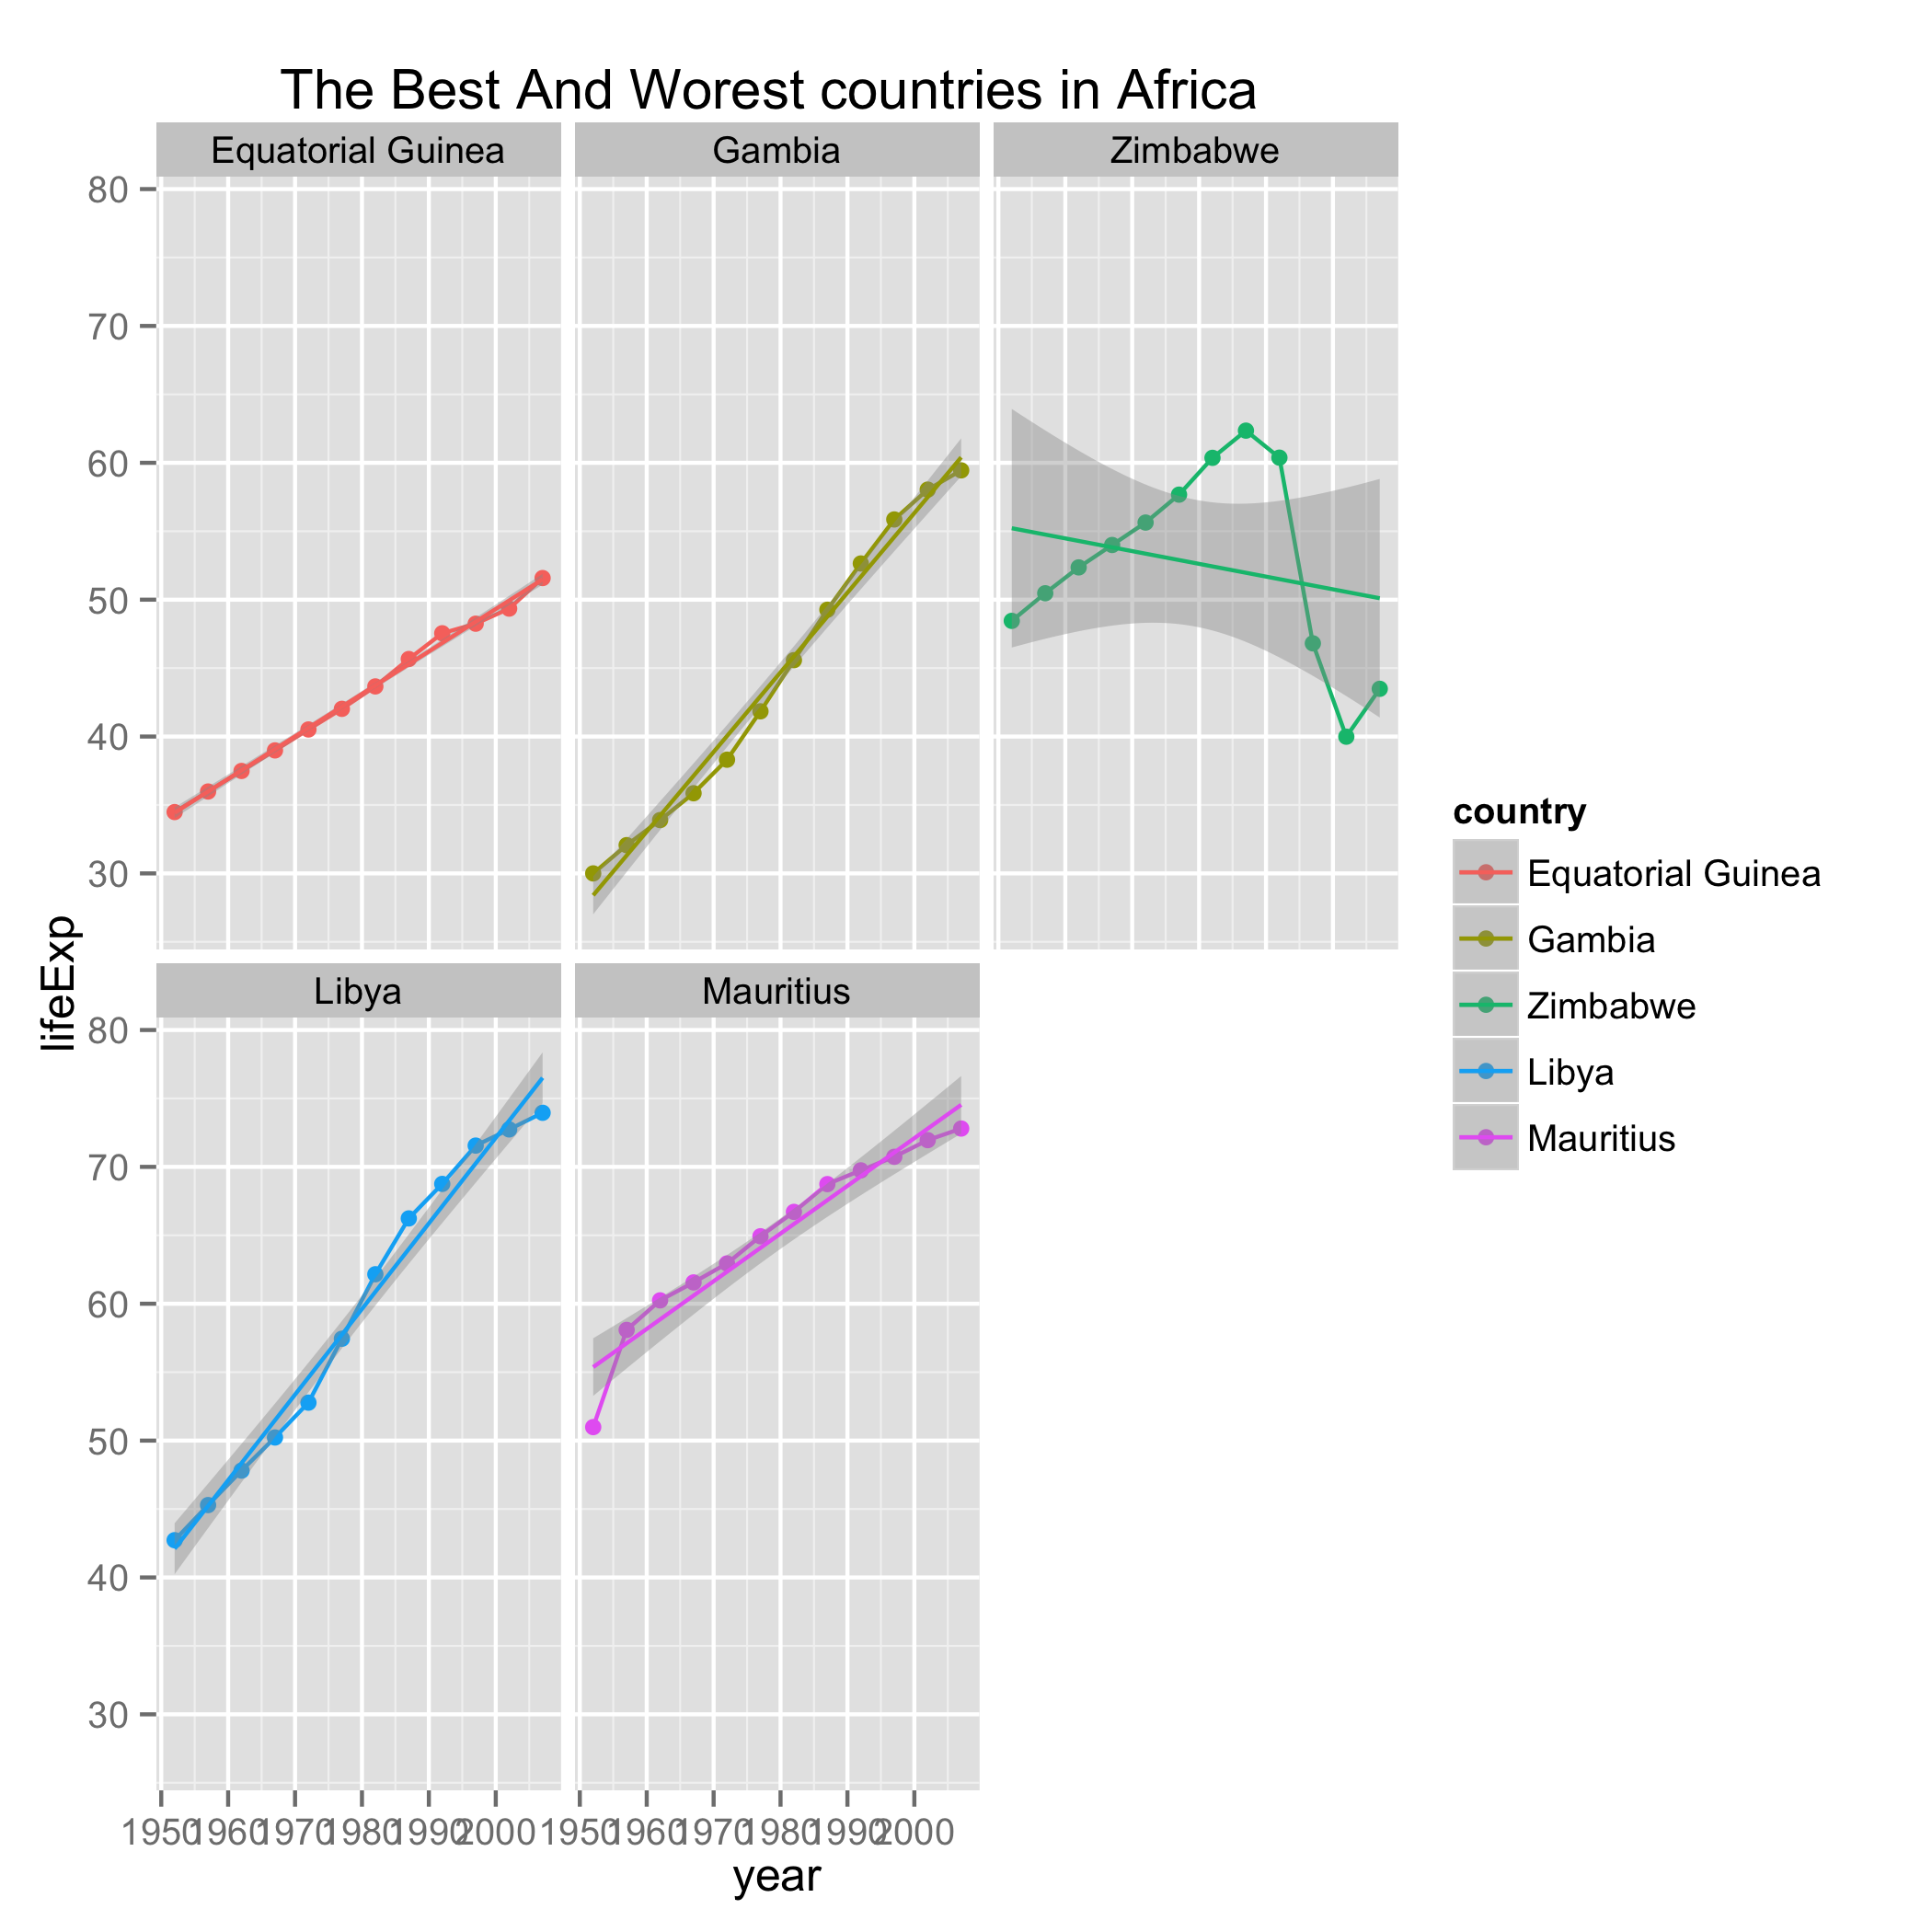 The Best And Worest countries in Africa
Equatorial Guinea Gambia Zimbabwe
80
70
60
50
40
30
lifeExp
Libya Mauritius
80
70
60
50
40
30
1950 1960 1970 1980 1990 2000 1950 1960 1970 1980 1990 2000
year
country
Equatorial Guinea
Gambia
Zimbabwe
Libya
Mauritius